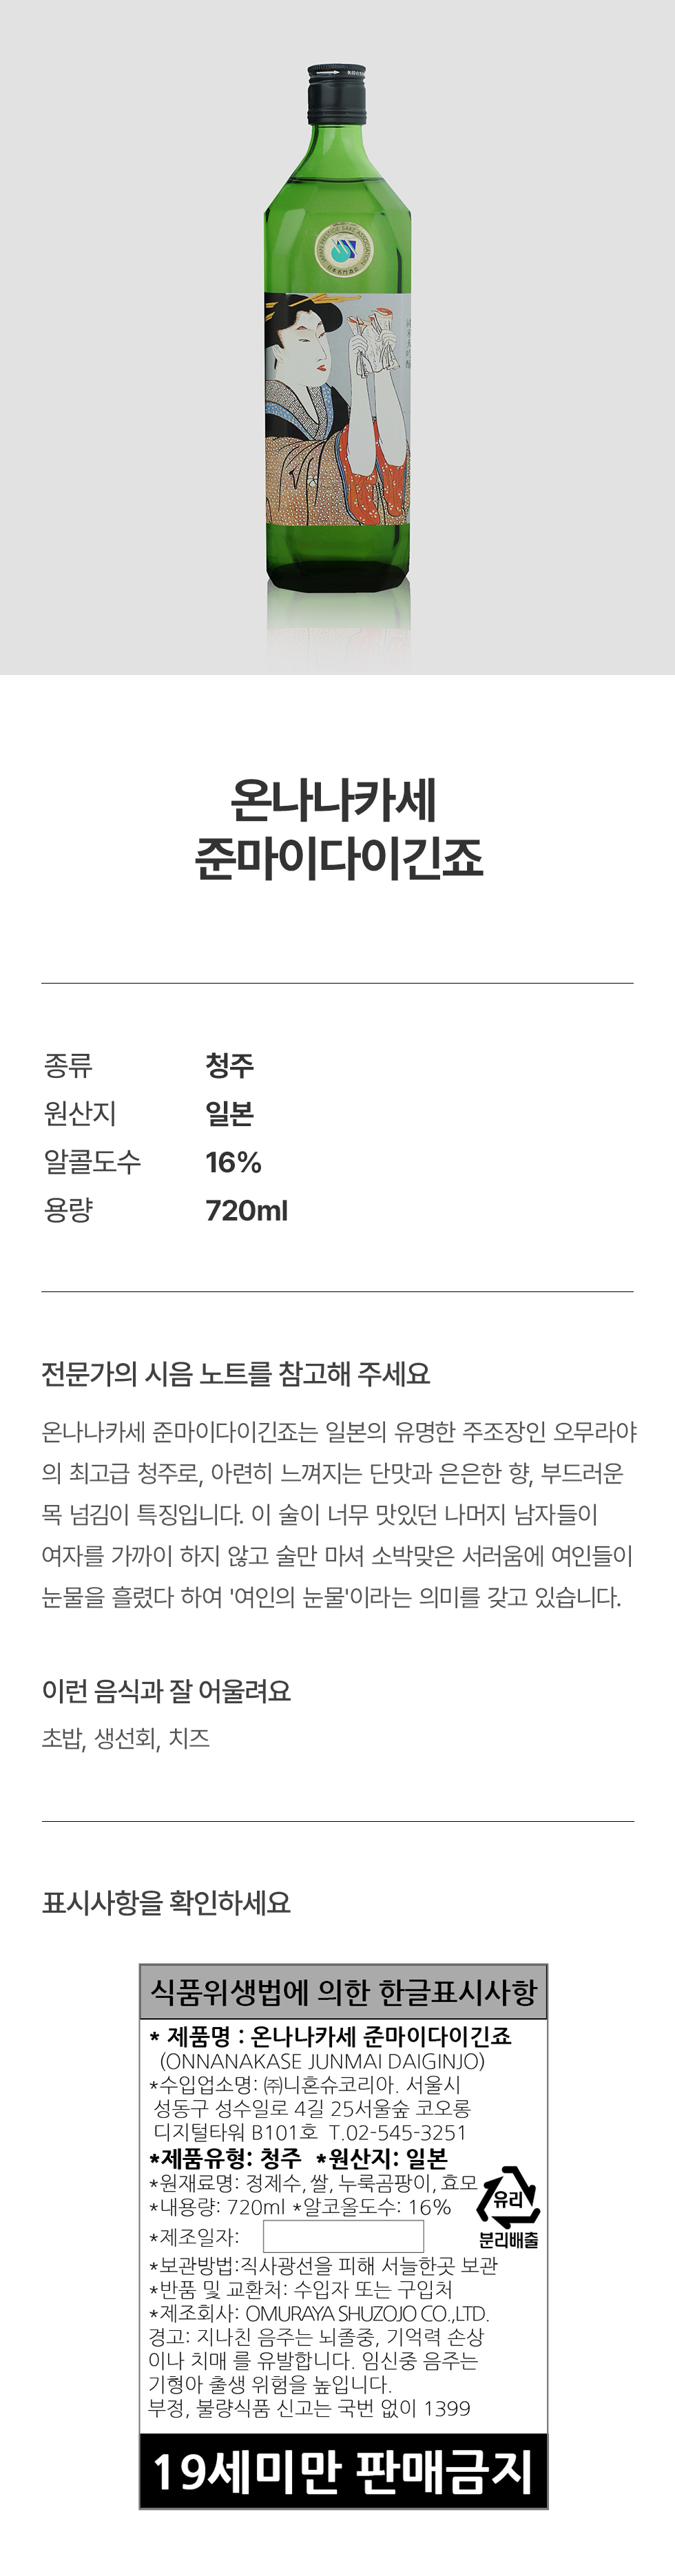 JAPAN PRESTIGE SAKE ASSOCIATION
온나나카세
준마이다이긴죠
종류 청주
원산지 일본
알콜도수 16%
용량 720ml
전문가의 시음 노트를 참고해 주세요
온나나카세 준마이다이긴죠는 일본의 유명한 주조장인 오무라야
의 최고급 청주로, 아련히 느껴지는 단맛과 은은한 향, 부드러운
목 넘김이 특징입니다. 이 술이 너무 맛있던 나머지 남자들이
여자를 가까이 하지 않고 술만 마셔 소박맞은 서러움에 여인들이
눈물을 흘렸다 하여 '여인의 눈물'이라는 의미를 갖고 있습니다.
이런 음식과 잘 어울려요
초밥, 생선회, 치즈
표시사항을 확인하세요
식품위생법에 의한 한글표시사항
* 제품명 : 온나나카세 준마이다이긴죠
(ONNANAKASE JUNMAI DAIGINJO)
*수입업소명: ㈜니혼슈코리아. 서울시
성동구 성수일로 4길 25서울숲 코오롱
디지털타워 B101호 T.02-545-3251
*제품유형: 청주 *원산지: 일본
*원재료명: 정제수, 쌀, 누룩곰팡이, 효모
*내용량: 720ml *알코올도수: 16%
유리
분리배출
*제조일자:
*보관방법:직사광선을 피해 서늘한곳 보관
*반품 및 교환처: 수입자 또는 구입처
*제조회사: OMURAYA SHUZOJO CO.,LTD.
경고: 지나친 음주는 뇌졸중, 기억력 손상
이나 치매 를 유발합니다. 임신중 음주는
기형아 출생 위험을 높입니다.
부정, 불량식품 신고는 국번 없이 1399
19세미만 판매금지